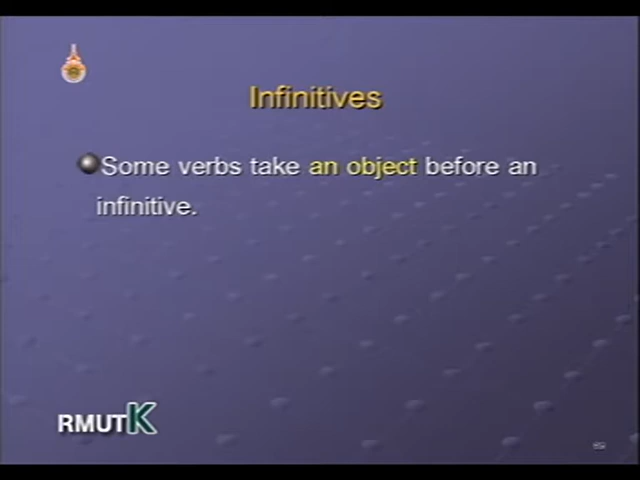 Infinitives
Some verbs take an object before an
infinitive.
RMUTK